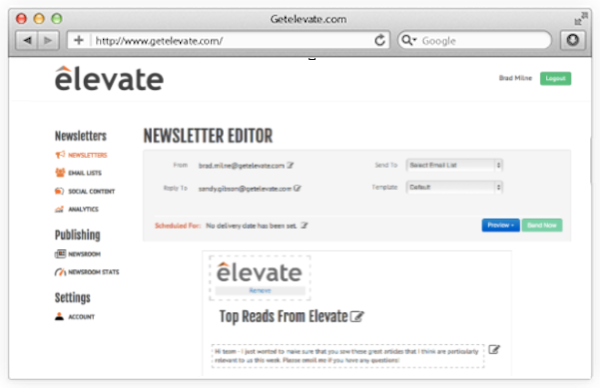 Getelevate.com
http://www.getelevate.com/
Google
êlevate
Brad Milne
Logout
Newsletters
NEWSLETTERS
EMAIL LISTS
SOCIAL CONTENT
ANALYTICS
Publishing
NEWSROOM
NEWSROOM STATS
Settings
ACCOUNT
NEWSLETTER EDITOR
From brad.milne@getelevate.com Send To Select Email List
Reply To sandy.gibson@getelevate.com Template Default
Scheduled For: No delivery date has been set. Preview Send Now
êlevate
Remove
Top Reads From Elevate
Hi team - I just wanted to make sure that you saw these great articles that I think are particularly
relevant to us this week. Please email me if you have any questions!